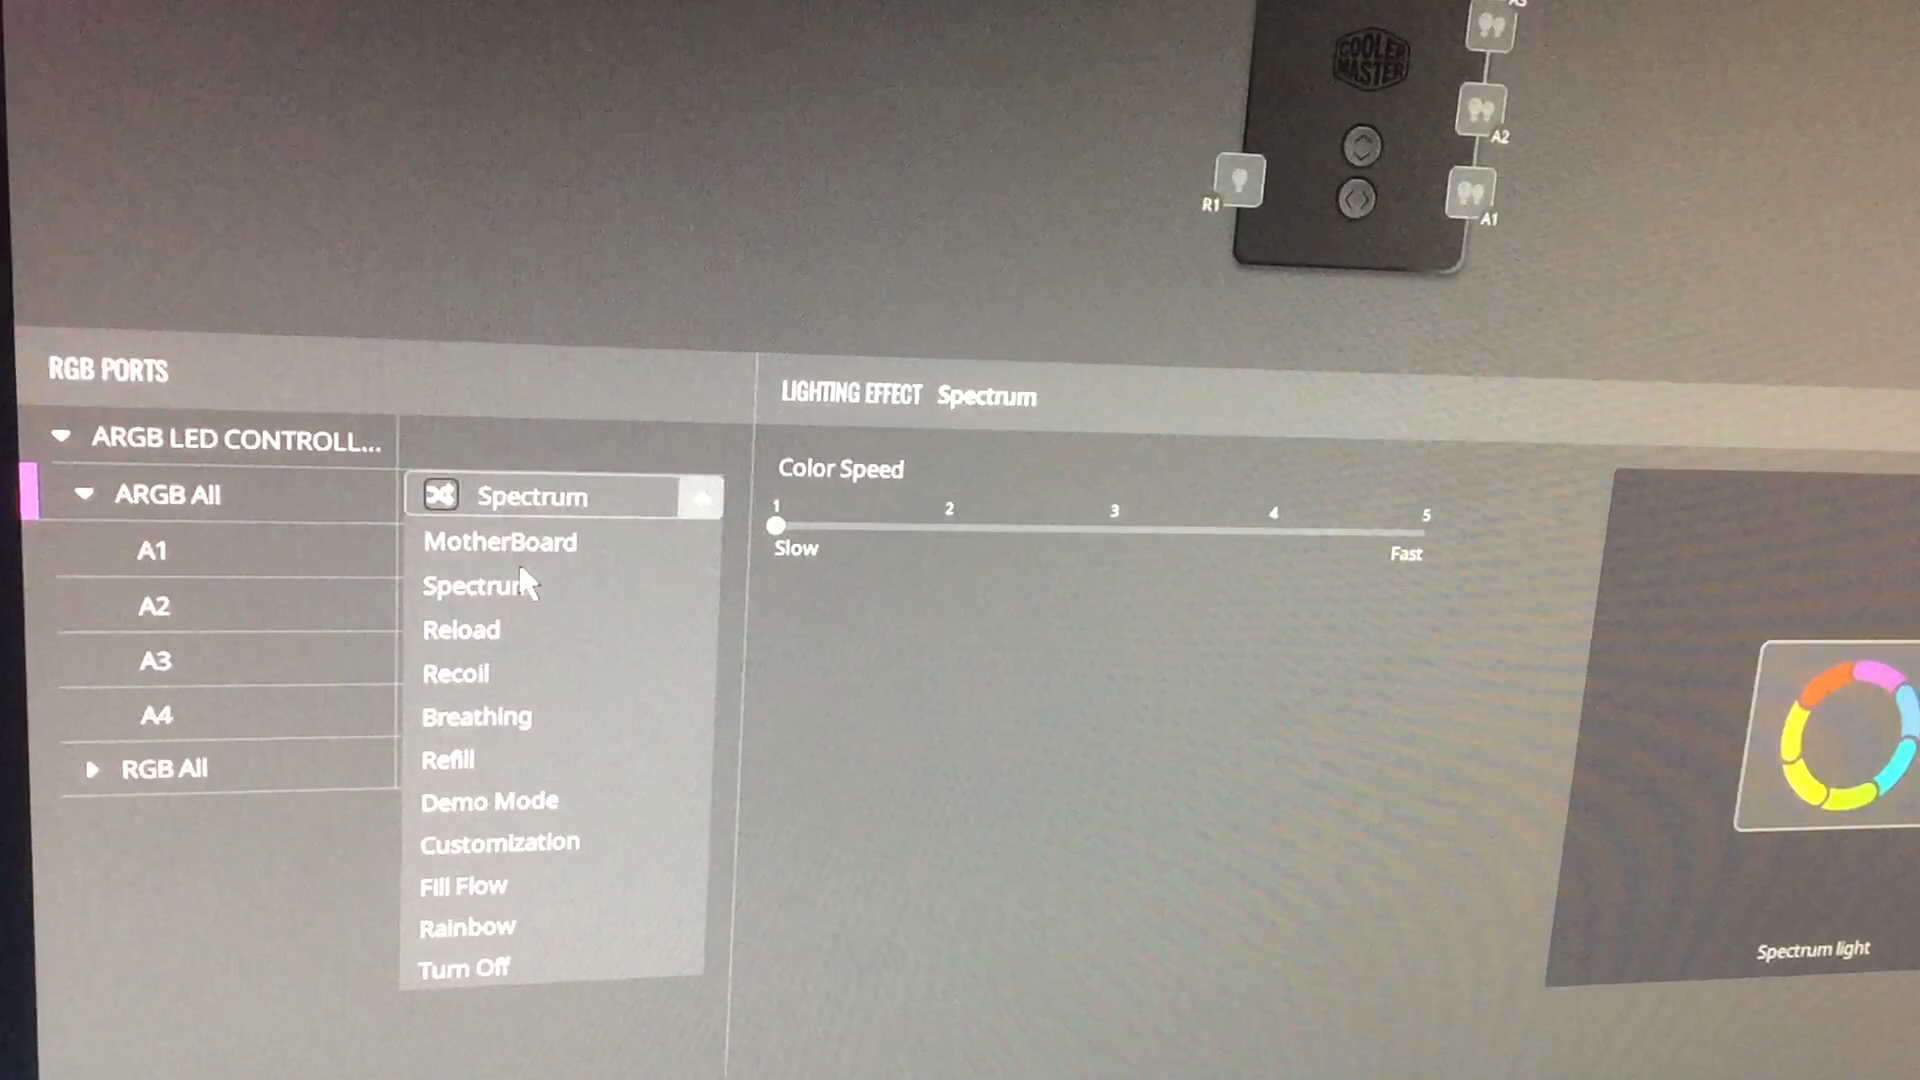 COOLER
MASTER
A2
R1
A1
RGB PORTS
ARGB LED CONTROLL...
ARGB All
A1
A2
A3
A4
RGB All
Spectrum
MotherBoard
Spectrum
Reload
Recoil
Breathing
Refill
Demo Mode
Customization
Fill Flow
Rainbow
Turn Off
LIGHTING EFFECT Spectrum
Color Speed
1 2 3 4 5
Slow Fast
Spectrum light